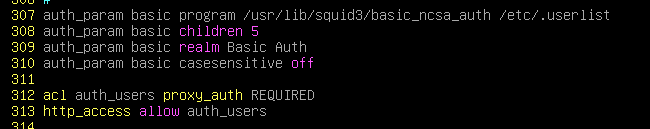 306 #
307 auth_param basic program /usr/lib/squid3/basic_ncsa_auth /etc/.userlist
308 auth_param basic children 5
309 auth_param basic realm Basic Auth
310 auth_param basic casesensitive off
311
312 acl auth_users proxy_auth REQUIRED
313 http_access allow auth_users
314